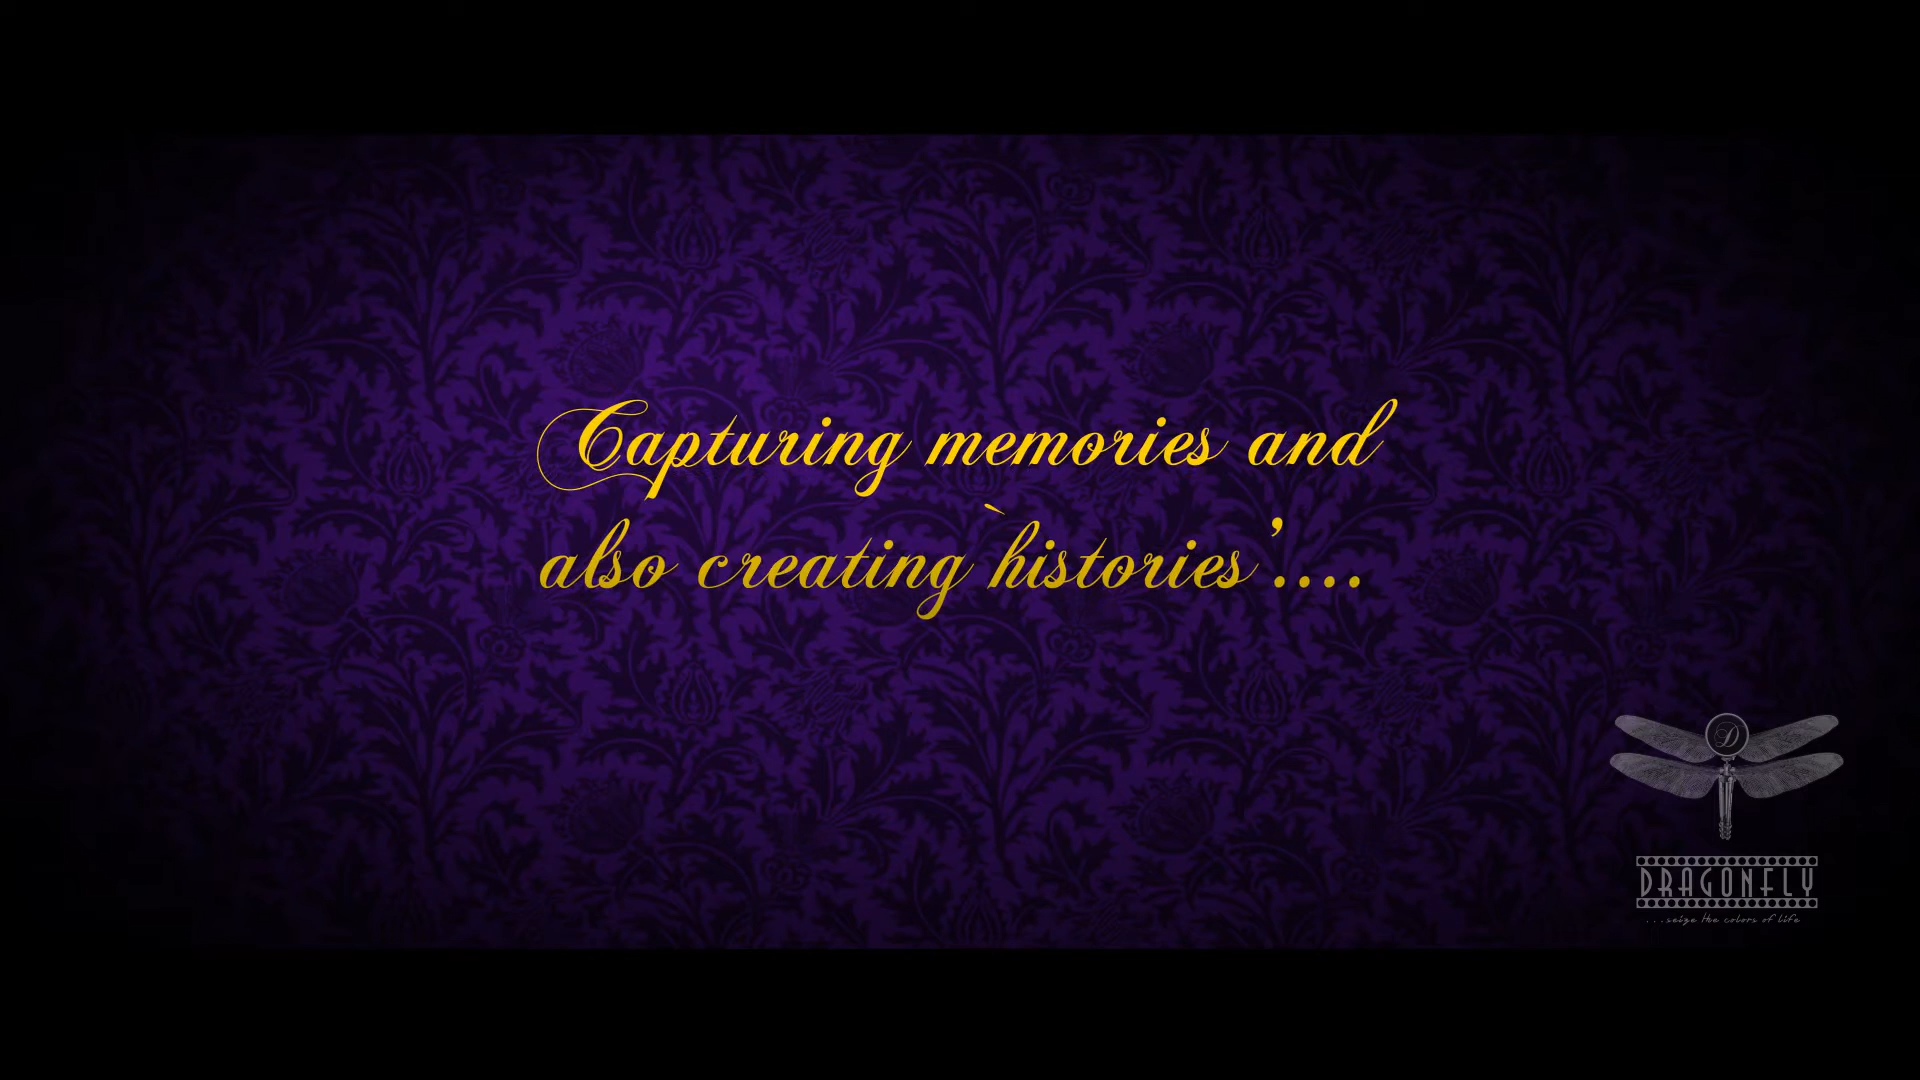 Capturing memories and
also creating `histories’....
D
DRAGONFLY
...seize the colors of life